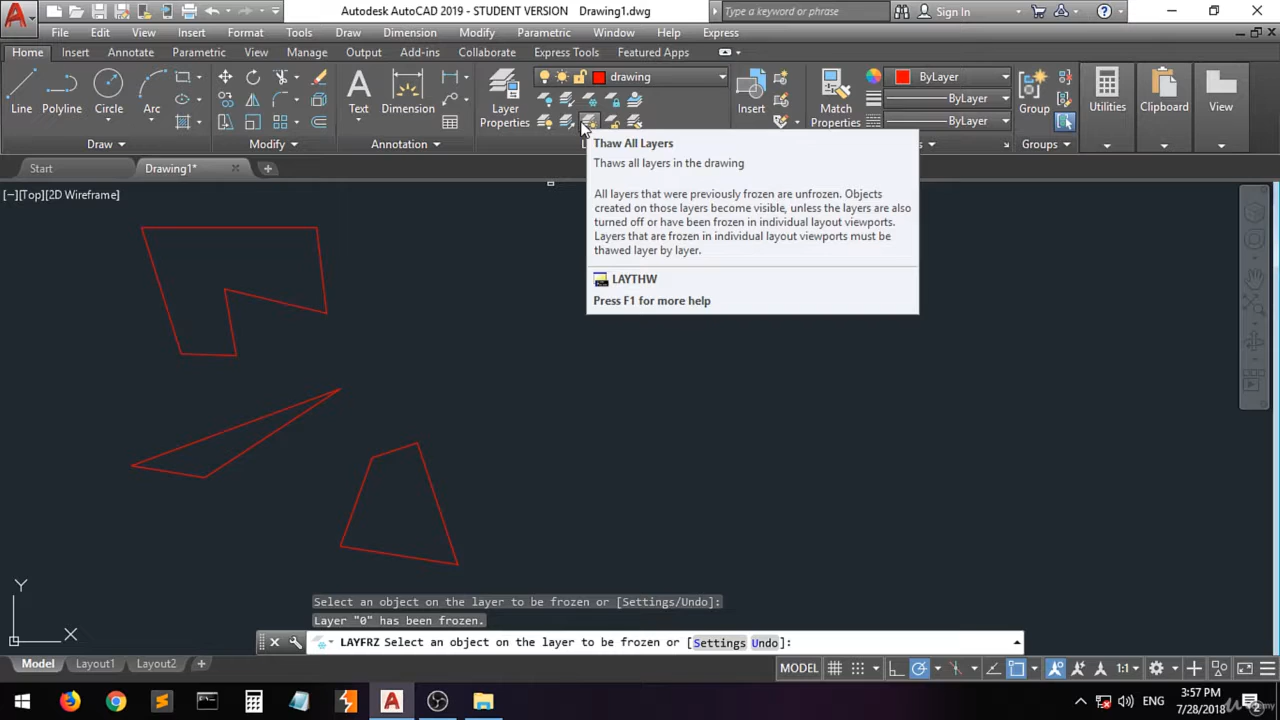 Autodesk AutoCAD 2019 - STUDENT VERSION Drawing1.dwg
Type a keyword or phrase
Sign In
File Edit View Insert Format Tools Draw Dimension Modify Parametric Window Help Express
Home Insert Annotate Parametric View Manage Output Add-ins Collaborate Express Tools Featured Apps
drawing
ByLayer
ByLayer
ByLayer
Line Polyline Circle Arc
Text Dimension
Layer Properties
Insert
Match Properties
Group
Utilities
Clipboard
View
Draw Modify Annotation Groups
Start Drawing1*
[−][Top][2D Wireframe]
Thaw All Layers
Thaws all layers in the drawing
All layers that were previously frozen are unfrozen. Objects
created on those layers become visible, unless the layers are also
turned off or have been frozen in individual layout viewports.
Layers that are frozen in individual layout viewports must be
thawed layer by layer.
LAYTHW
Press F1 for more help
Y
X
Select an object on the layer to be frozen or [Settings/Undo]:
Layer "0" has been frozen.
LAYFRZ Select an object on the layer to be frozen or [Settings Undo]:
Model Layout1 Layout2
MODEL
1:1
ENG
3:57 PM
7/28/2018
2